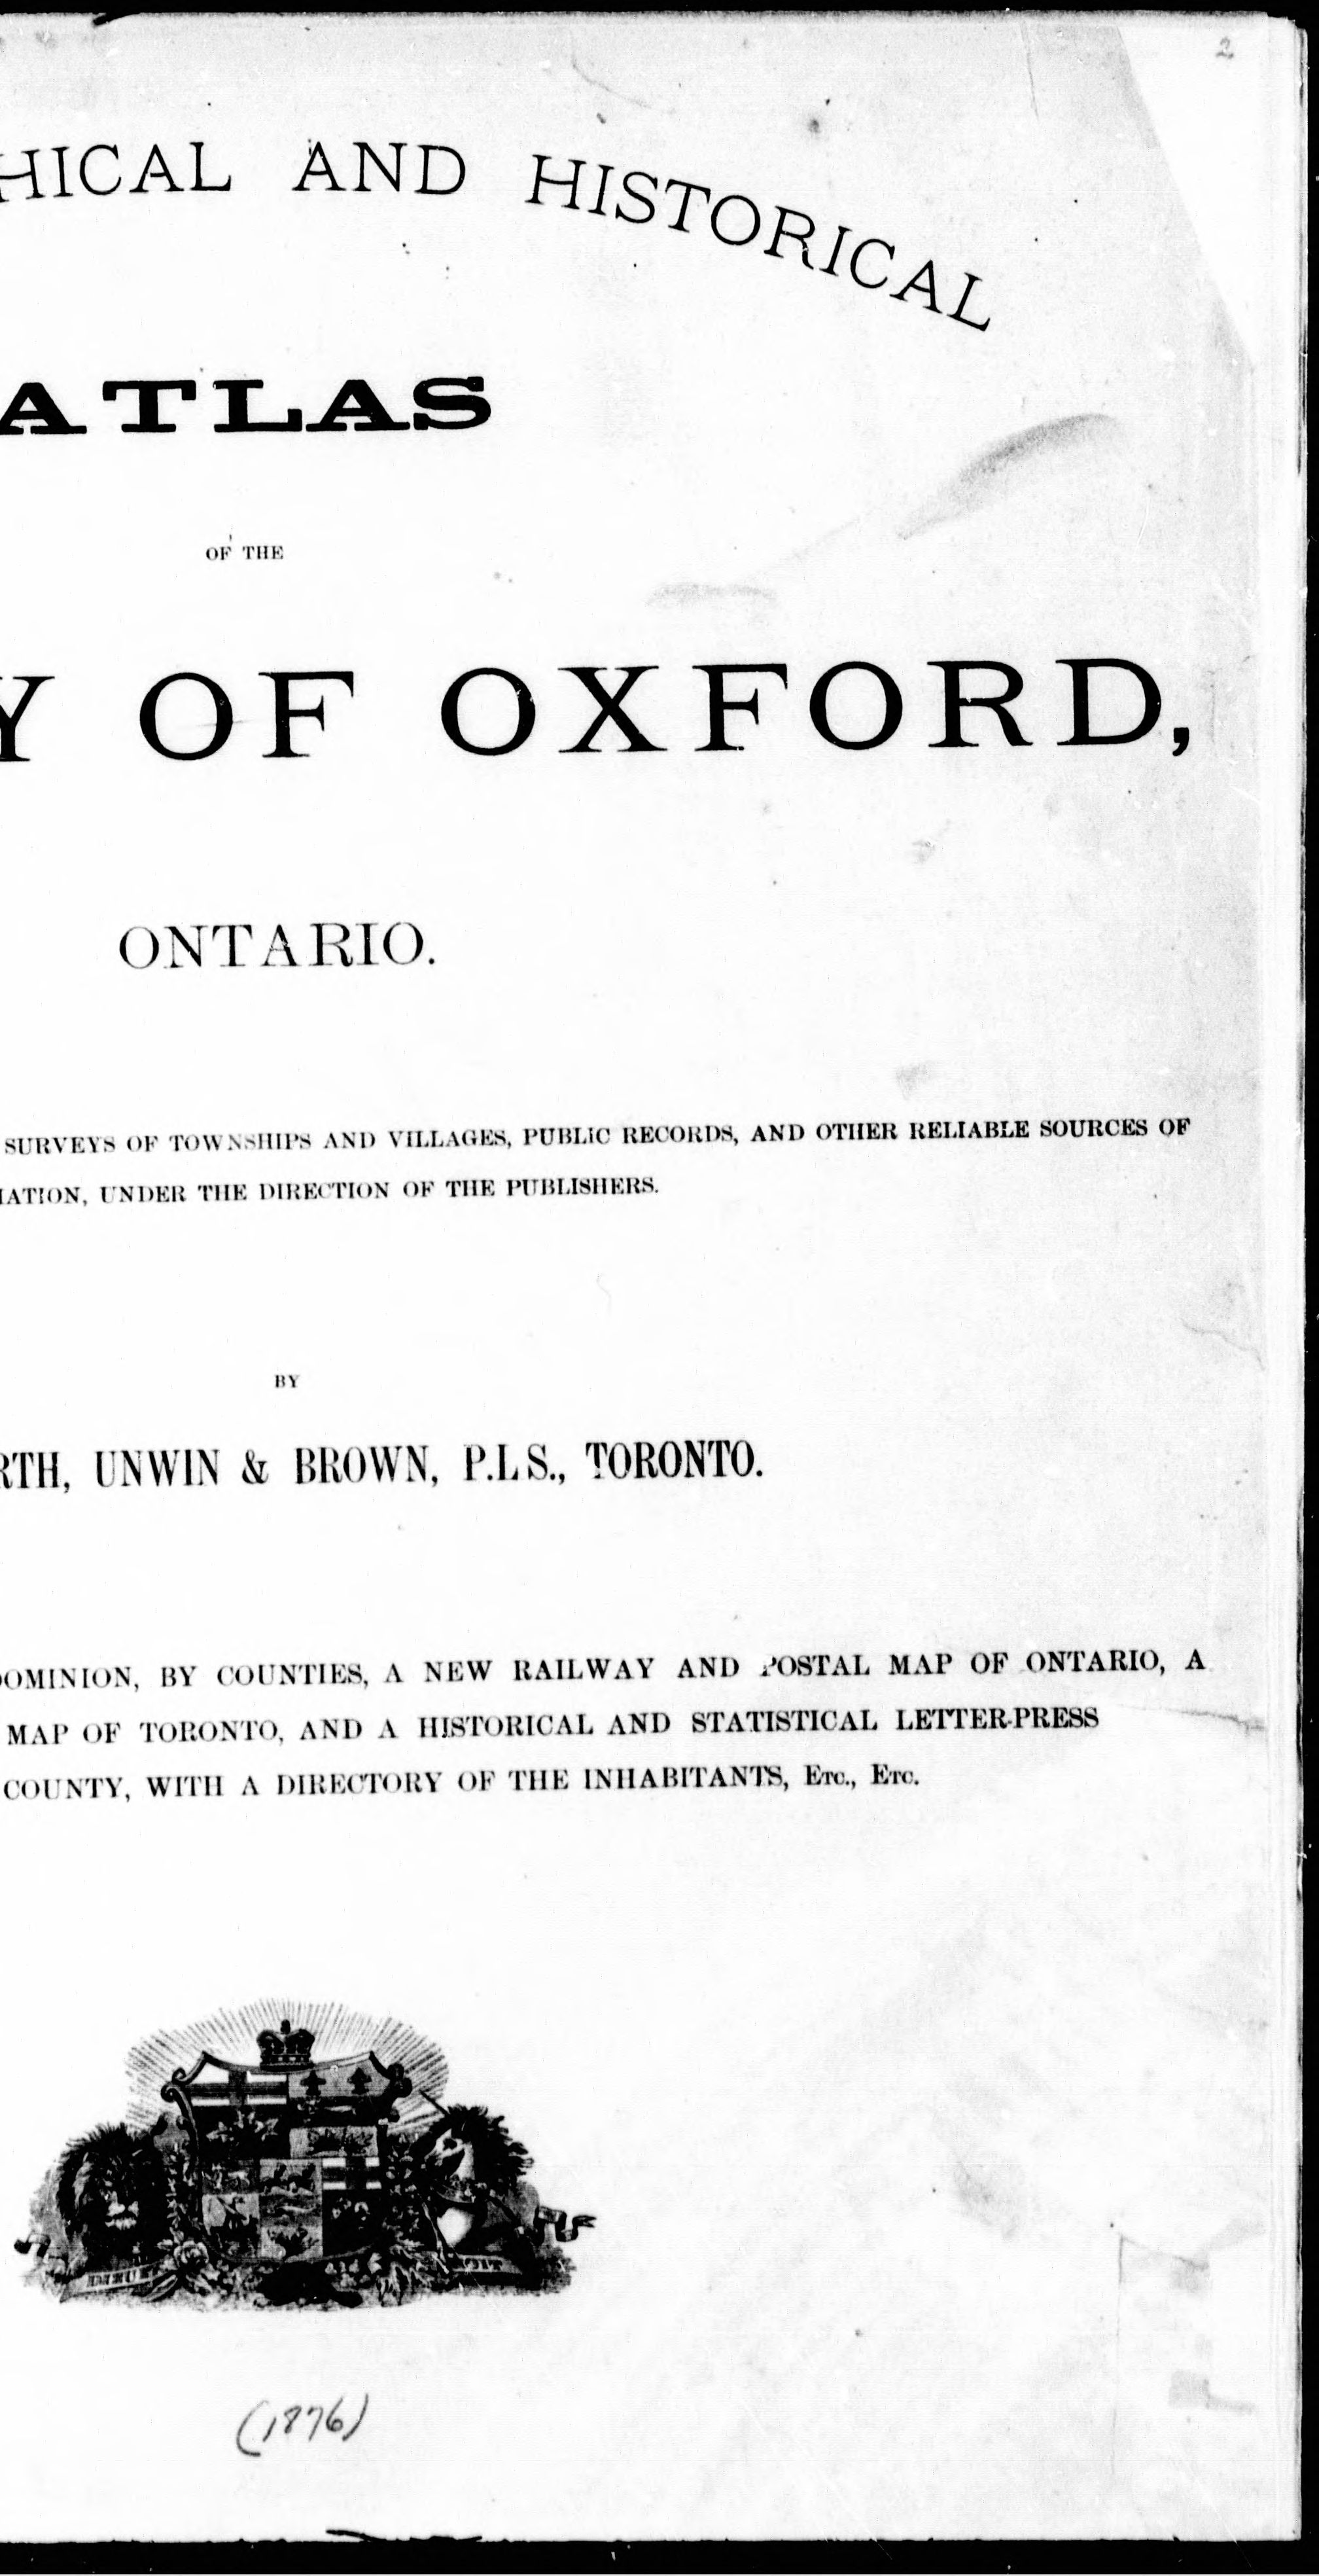 2
HICAL AND HISTORICAL
ATLAS
OF THE
Y OF OXFORD,
ONTARIO.
SURVEYS OF TOWNSHIPS AND VILLAGES, PUBLIC RECORDS, AND OTHER RELIABLE SOURCES OF
MATION, UNDER THE DIRECTION OF THE PUBLISHERS.
BY
RTH, UNWIN & BROWN, P.L S., TORONTO.
DOMINION, BY COUNTIES, A NEW RAILWAY AND POSTAL MAP OF ONTARIO, A
MAP OF TORONTO, AND A HISTORICAL AND STATISTICAL LETTER-PRESS
COUNTY, WITH A DIRECTORY OF THE INHABITANTS, ETC., ETC.
(1876)